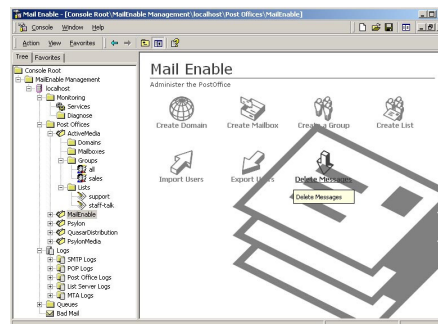 Mail Enable - [Console Root\MailEnable Management\localhost\Post Offices\MailEnable]
Console Window Help
Action View Favorites
Tree Favorites
Console Root
MailEnable Management
localhost
Monitoring
Services
Diagnose
Post Offices
ActiveMedia
Domains
Mailboxes
Groups
all
sales
Lists
support
staff-talk
MailEnable
Psylon
QuasarDistribution
PsylonMedia
Logs
SMTP Logs
POP Logs
Post Office Logs
List Server Logs
MTA Logs
Queues
Bad Mail
Mail Enable
Administer the PostOffice
Create Domain Create Mailbox Create a Group Create List
Import Users Export Users Delete Messages
Delete Messages